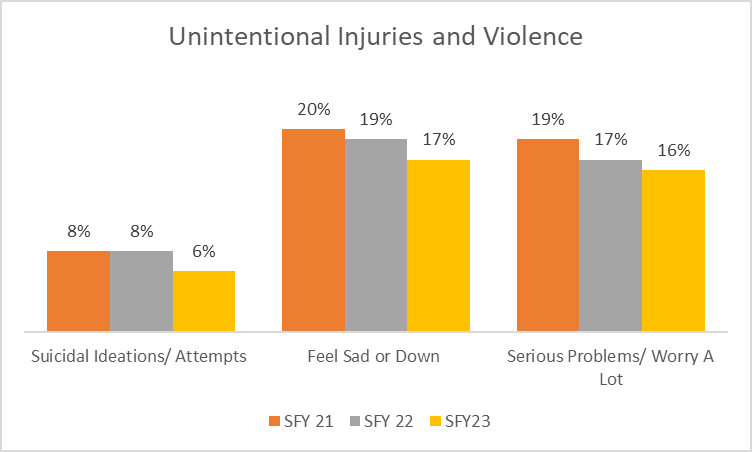 Unintentional Injuries and Violence
20%
19%
17%
19%
17%
16%
8%
8%
6%
Suicidal Ideations/ Attempts
Feel Sad or Down
Serious Problems/ Worry A
Lot
SFY 21
SFY 22
SFY23